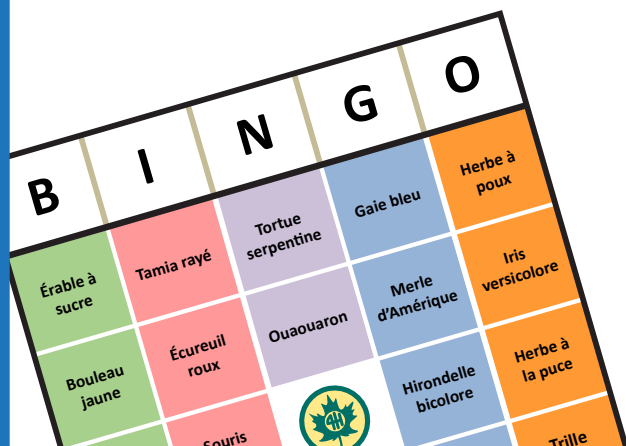 B I N G O
Érable à
sucre
Tamia rayé
Tortue
serpentine
Gaie bleu
Herbe à
poux
Bouleau
jaune
Écureuil
roux
Ouaouaron
Merle
d'Amérique
Iris
versicolore
Souris
4H
Hirondelle
bicolore
Herbe à
la puce
Trille